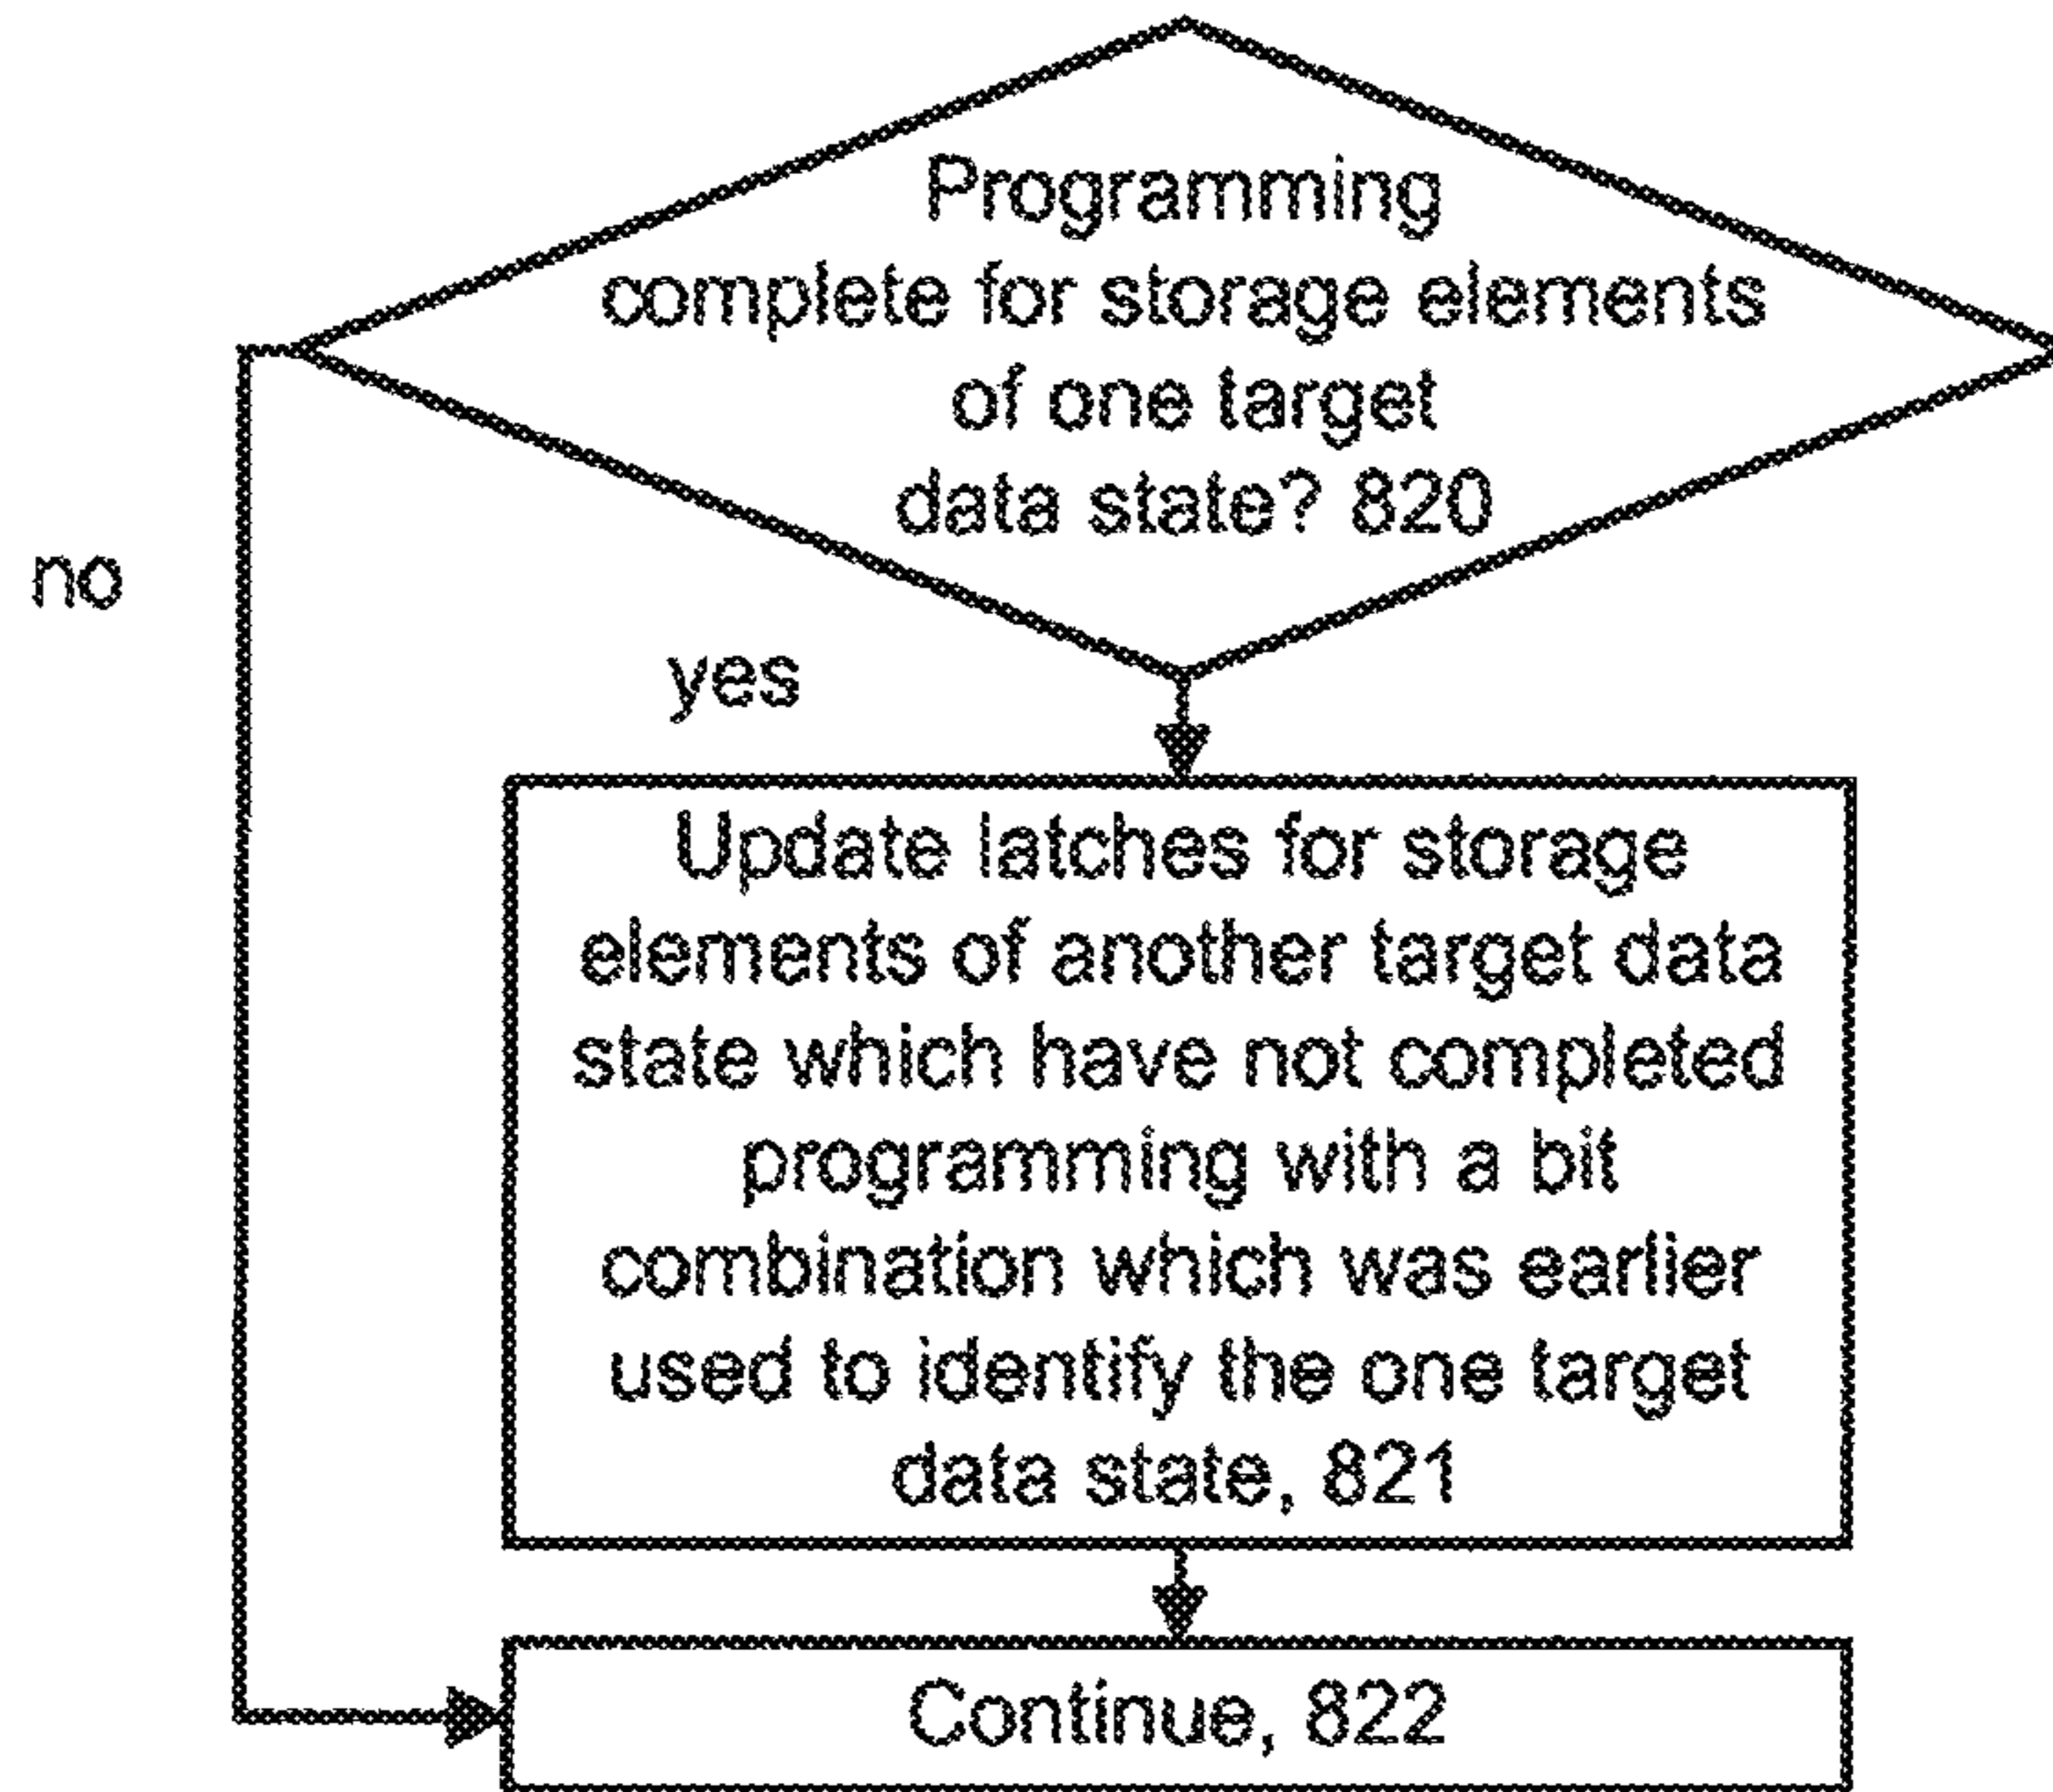 Programming
complete for storage elements
of one target
data state? 820
no
yes
Update latches for storage
elements of another target data
state which have not completed
programming with a bit
combination which was earlier
used to identify the one target
data state, 821
Continue, 822